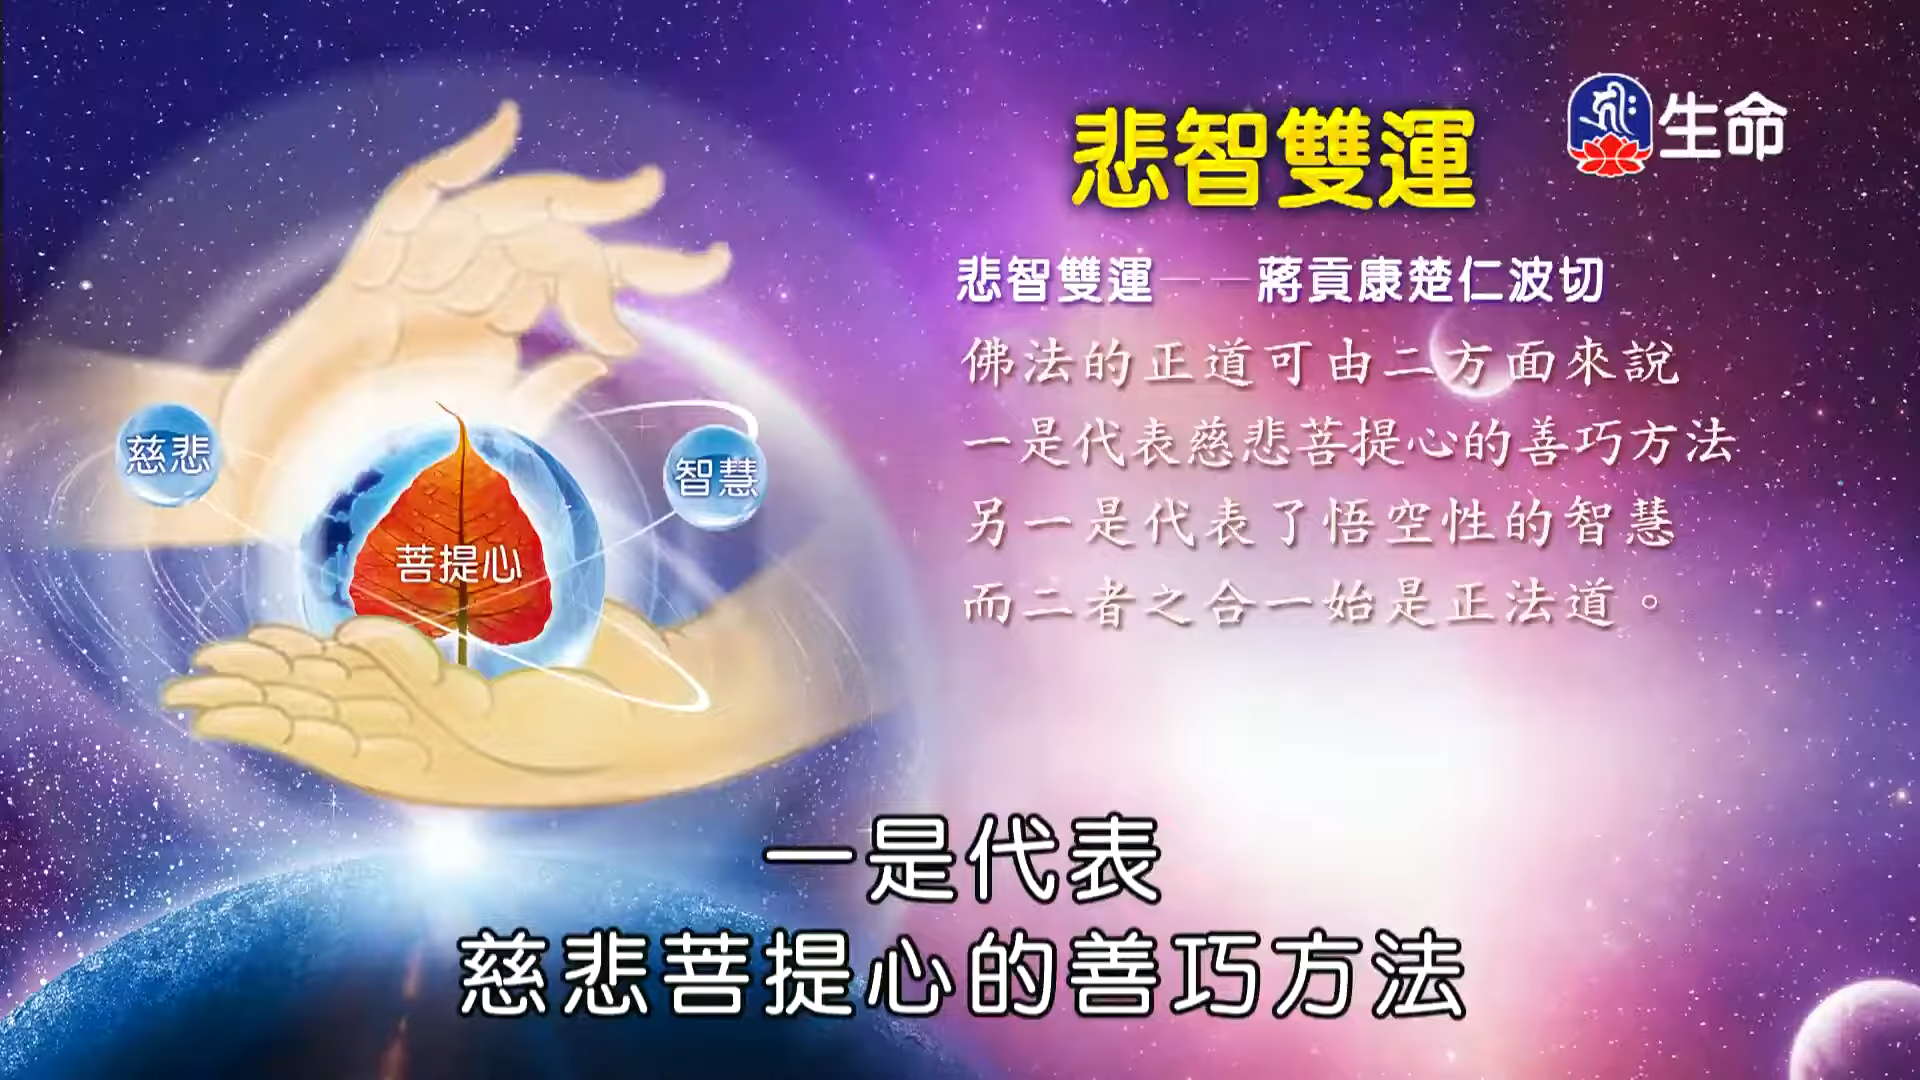 悲智雙運
生命
悲智雙運——蔣貢康楚仁波切
佛法的正道可由二方面來說
一是代表慈悲菩提心的善巧方法
另一是代表了悟空性的智慧
而二者之合一始是正法道。
慈悲
智慧
菩提心
一是代表
慈悲菩提心的善巧方法